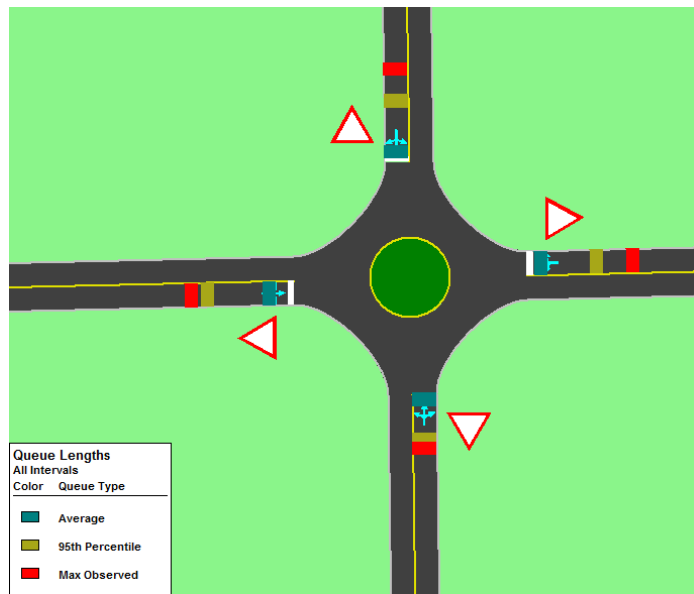 Queue Lengths
All Intervals
Color Queue Type
Average
95th Percentile
Max Observed